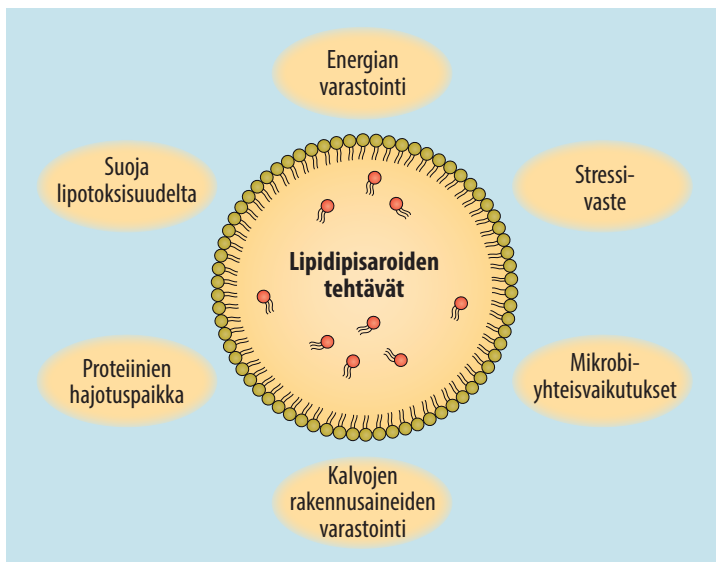 Energian
varastointi
Suoja
lipotoksisuudelta
Stressi-
vaste
Lipidipisaroiden
tehtävät
Proteiinien
hajotuspaikka
Mikrobi-
yhteisvaikutukset
Kalvojen
rakennusaineiden
varastointi